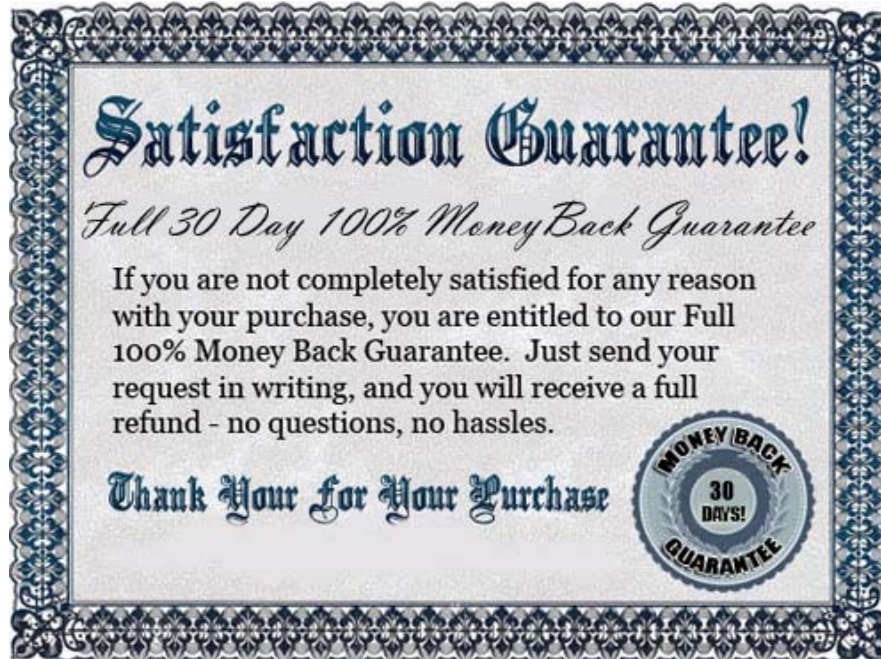 Satisfaction Guarantee!
Full 30 Day 100% Money Back Guarantee
If you are not completely satisfied for any reason
with your purchase, you are entitled to our Full
100% Money Back Guarantee.  Just send your
request in writing, and you will receive a full
refund - no questions, no hassles.
Thank Your For Your Purchase
MONEY BACK
30
DAYS!
GUARANTEE